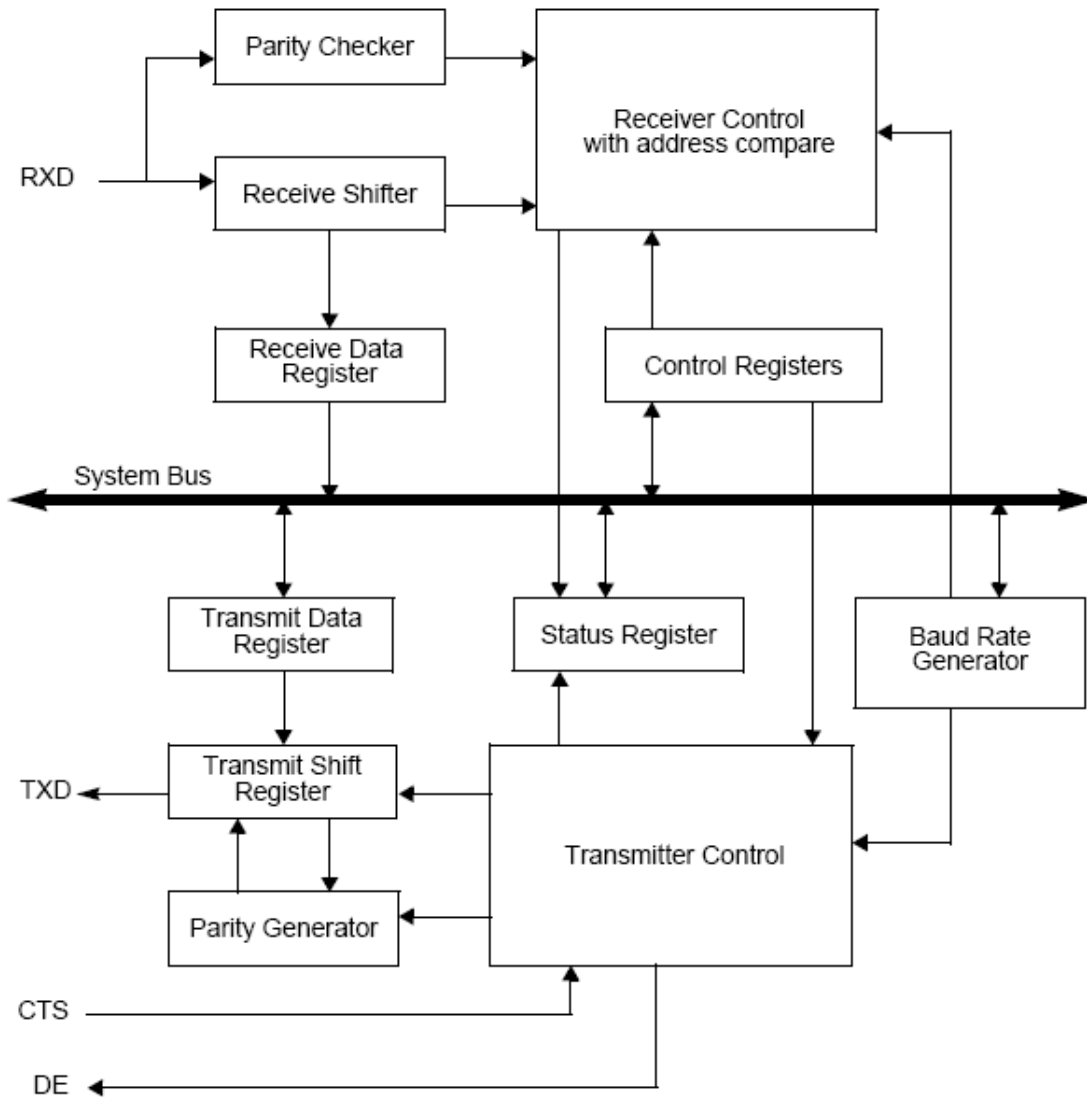 Parity Checker
Receiver Control
with address compare
RXD
Receive Shifter
Receive Data
Register
Control Registers
System Bus
Transmit Data
Register
Status Register
Baud Rate
Generator
TXD
Transmit Shift
Register
Transmitter Control
Parity Generator
CTS
DE